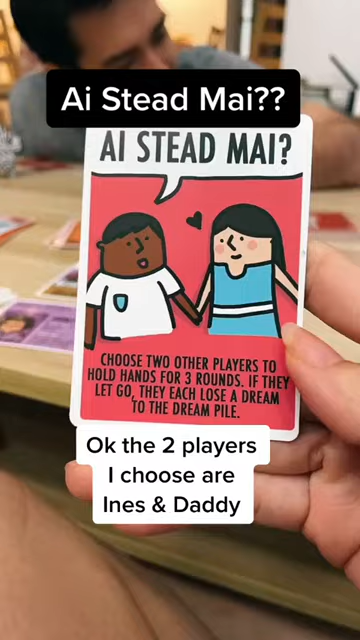 Ai Stead Mai??
AI STEAD MAI?
CHOOSE TWO OTHER PLAYERS TO
HOLD HANDS FOR 3 ROUNDS. IF THEY
LET GO, THEY EACH LOSE A DREAM
TO THE DREAM PILE.
Ok the 2 players
I choose are
Ines & Daddy